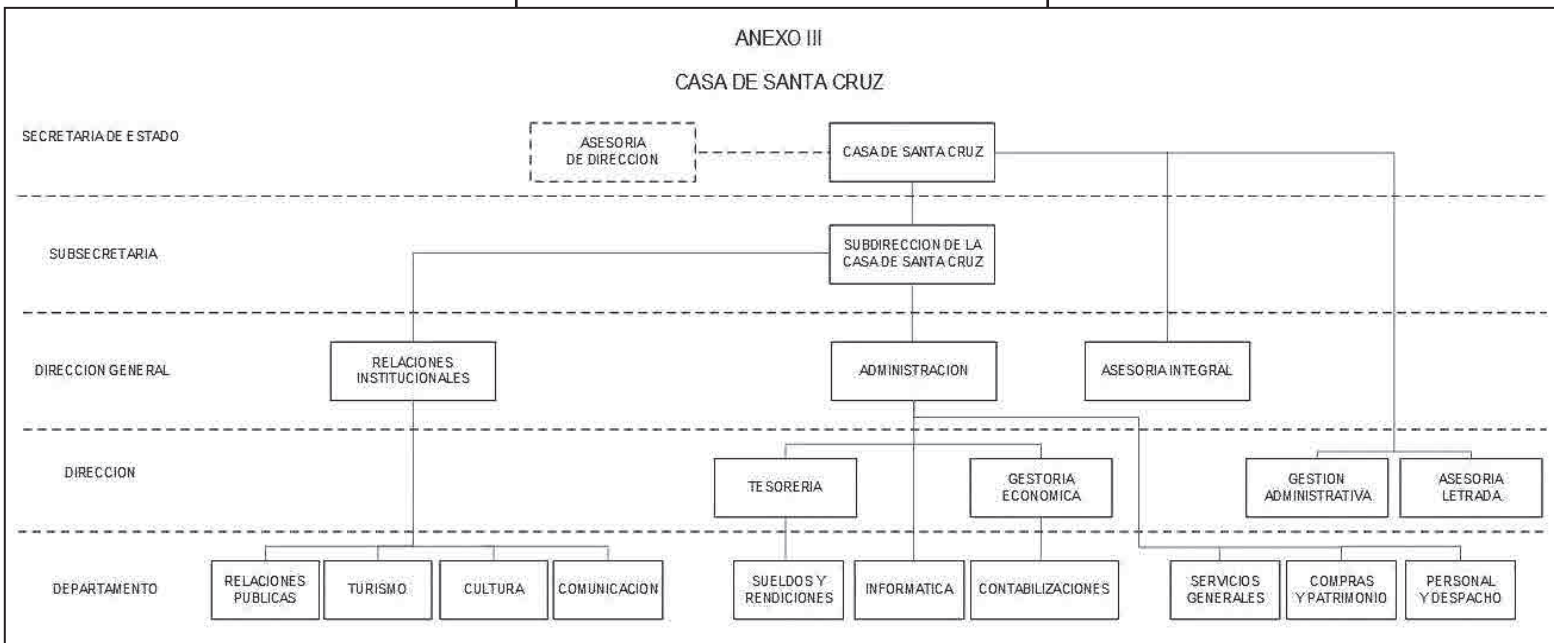 ANEXO III
CASA DE SANTA CRUZ
SECRETARIA DE ESTADO
ASESORIA
DE DIRECCION
CASA DE SANTA CRUZ
SUBSECRETARIA
SUBDIRECCION DE LA
CASA DE SANTA CRUZ
DIRECCION GENERAL
RELACIONES
INSTITUCIONALES
ADMINISTRACION
ASESORIA INTEGRAL
DIRECCION
TESORERIA
GESTORIA
ECONOMICA
GESTION
ADMINISTRATIVA
ASESORIA
LETRADA
DEPARTAMENTO
RELACIONES
PUBLICAS
TURISMO
CULTURA
COMUNICACION
SUELDOS Y
RENDICIONES
INFORMATICA
CONTABILIZACIONES
SERVICIOS
GENERALES
COMPRAS
Y PATRIMONIO
PERSONAL
Y DESPACHO